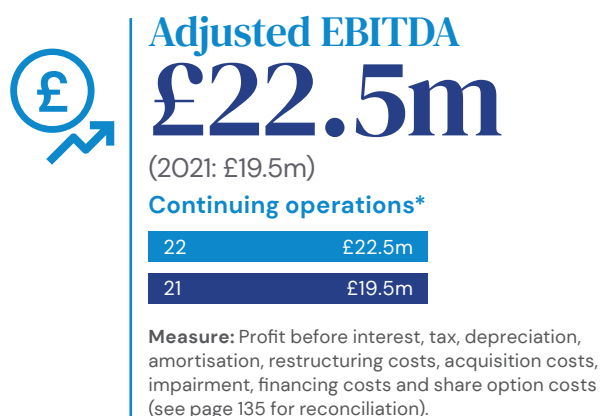 Adjusted EBITDA
£
£22.5m
(2021: £19.5m)
Continuing operations*
22 £22.5m
21 £19.5m
Measure: Profit before interest, tax, depreciation,
amortisation, restructuring costs, acquisition costs,
impairment, financing costs and share option costs
(see page 135 for reconciliation).